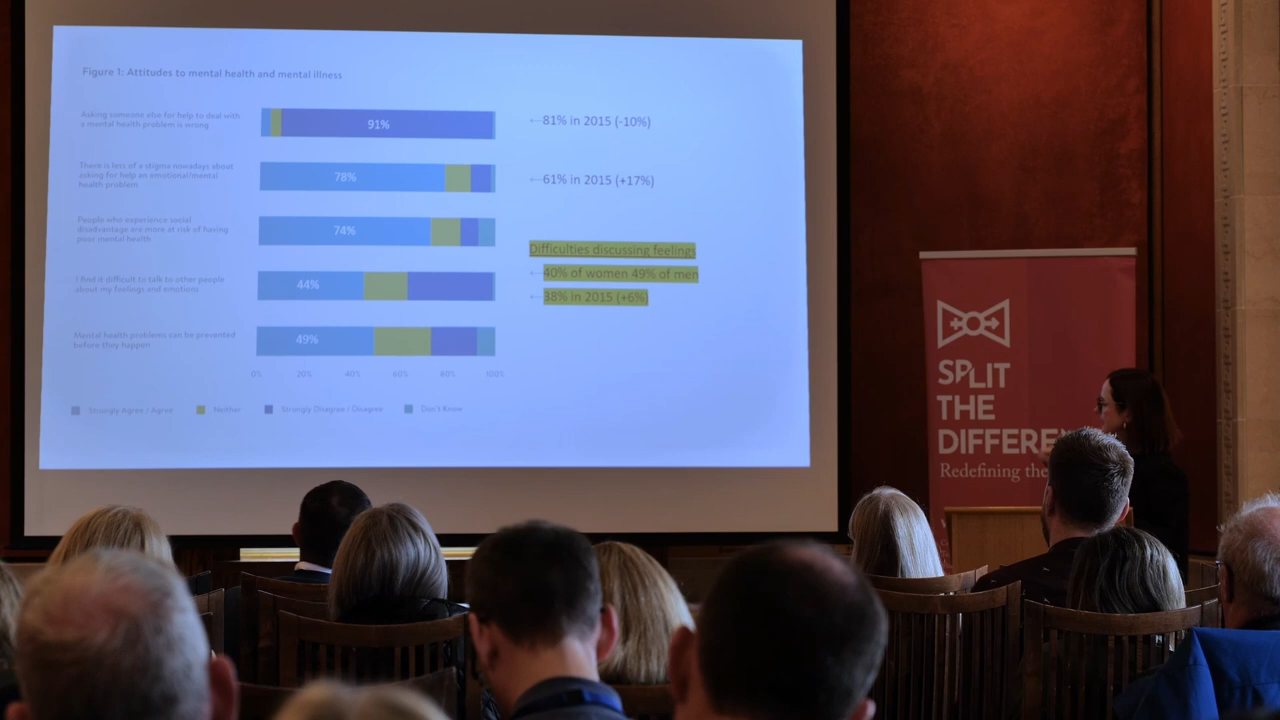 Figure 1: Attitudes to mental health and mental illness
Asking someone else for help to deal with
a mental health problem is wrong
91%
←81% in 2015 (-10%)
There is less of a stigma nowadays about
asking for help an emotional/mental
health problem
78%
←61% in 2015 (+17%)
People who experience social
disadvantage are more at risk of having
poor mental health
74%
Difficulties discussing feelings
I find it difficult to talk to other people
about my feelings and emotions
44%
←40% of women 49% of men
←38% in 2015 (+6%)
Mental health problems can be prevented
before they happen
49%
0% 20% 40% 60% 80% 100%
Strongly Agree / Agree Neither Strongly Disagree / Disagree Don't Know
SPLIT
THE
DIFFERE
Redefining the